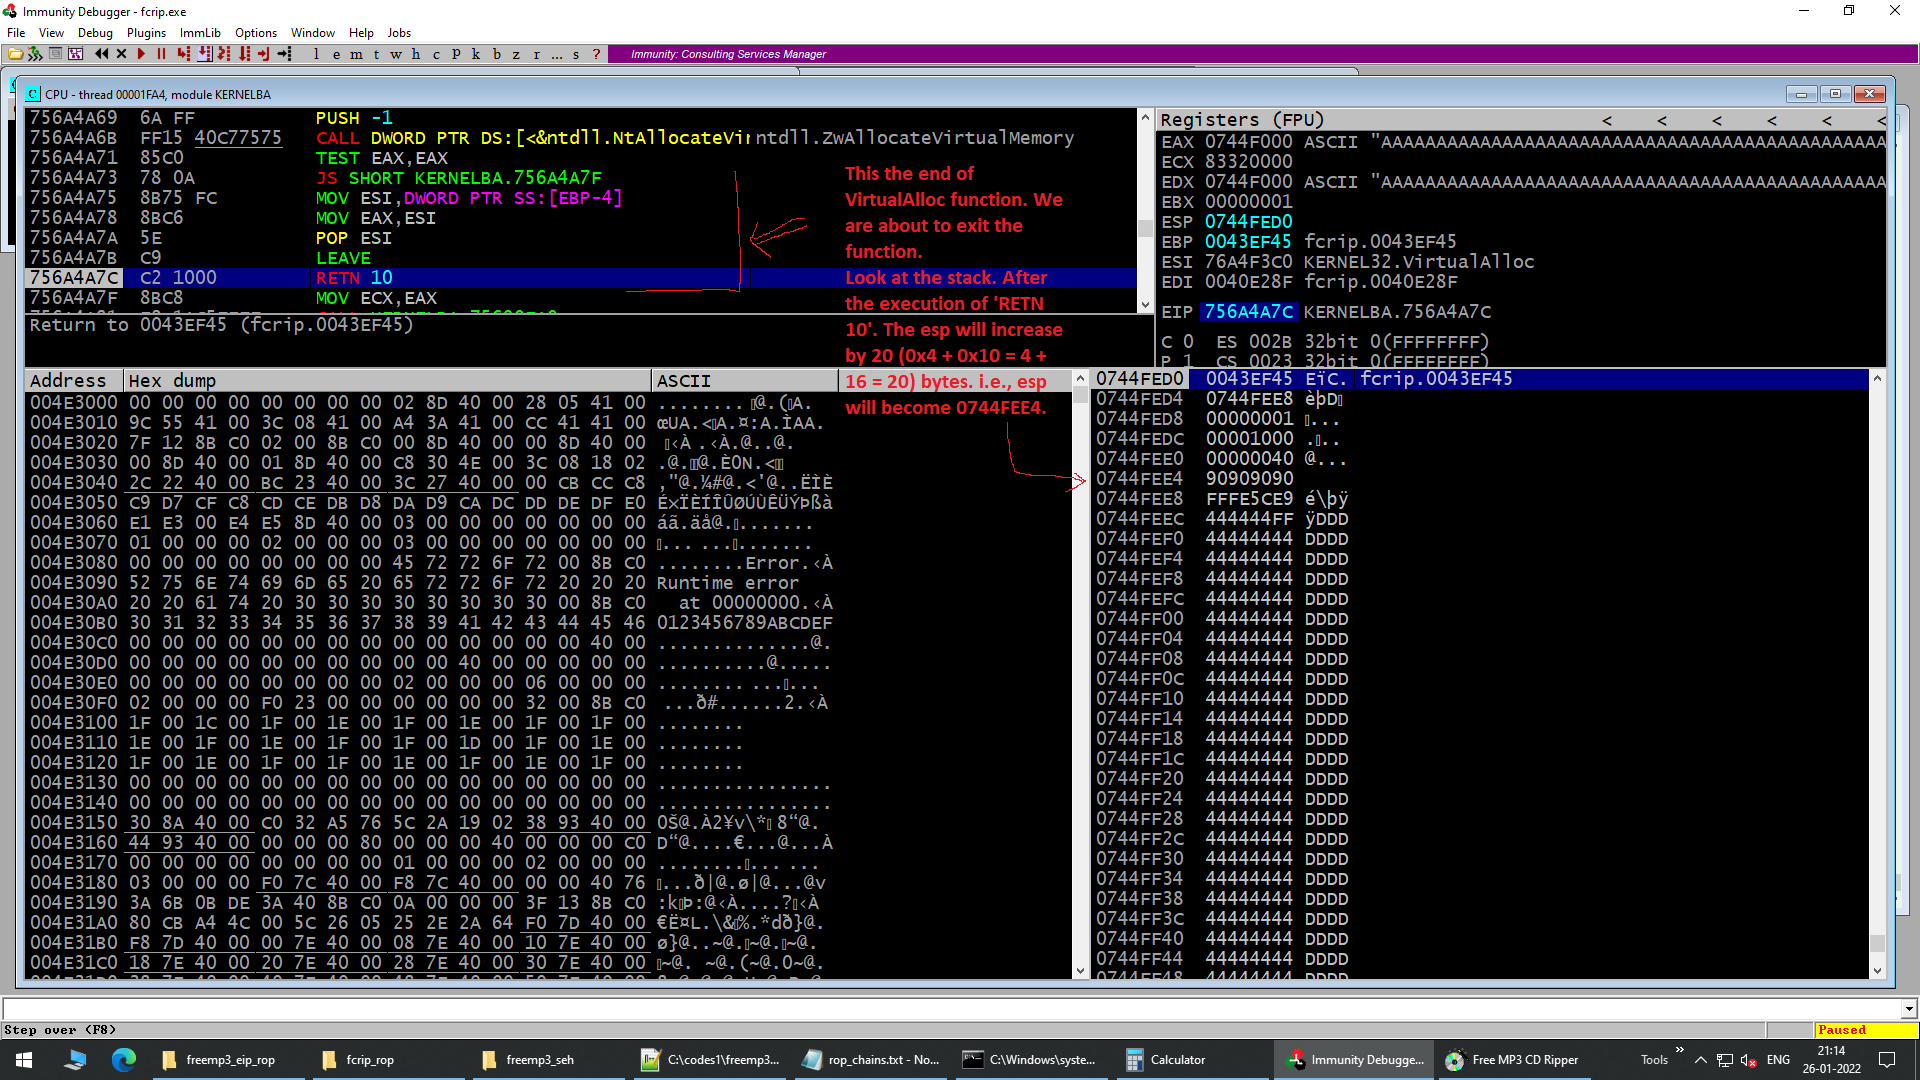 Immunity Debugger - fcrip.exe
File View Debug Plugins ImmLib Options Window Help Jobs
l e m t w h c P k b z r ... s ?
Immunity: Consulting Services Manager
CPU - thread 00001FA4, module KERNELBA
756A4A69 6A FF PUSH -1
756A4A6B FF15 40C77575 CALL DWORD PTR DS:[<&ntdll.NtAllocateVir ntdll.ZwAllocateVirtualMemory
756A4A71 85C0 TEST EAX,EAX
756A4A73 78 0A JS SHORT KERNELBA.756A4A7F
756A4A75 8B75 FC MOV ESI,DWORD PTR SS:[EBP-4]
756A4A78 8BC6 MOV EAX,ESI
756A4A7A 5E POP ESI
756A4A7B C9 LEAVE
756A4A7C C2 1000 RETN 10
756A4A7F 8BC8 MOV ECX,EAX
Return to 0043EF45 (fcrip.0043EF45)
This the end of
VirtualAlloc function. We
are about to exit the
function.
Look at the stack. After
the execution of 'RETN
10'. The esp will increase
by 20 (0x4 + 0x10 = 4 +
16 = 20) bytes. i.e., esp
will become 0744FEE4.
Registers (FPU) < < < < < <
EAX 0744F000 ASCII "AAAAAAAAAAAAAAAAAAAAAAAAAAAAAAAAAAAAAAAAAAAAAA
ECX 83320000
EDX 0744F000 ASCII "AAAAAAAAAAAAAAAAAAAAAAAAAAAAAAAAAAAAAAAAAAAAAA
EBX 00000001
ESP 0744FED0
EBP 0043EF45 fcrip.0043EF45
ESI 76A4F3C0 KERNEL32.VirtualAlloc
EDI 0040E28F fcrip.0040E28F
EIP 756A4A7C KERNELBA.756A4A7C
C 0 ES 002B 32bit 0(FFFFFFFF)
P 1 CS 0023 32bit 0(FFFFFFFF)
Address Hex dump ASCII
004E3000 00 00 00 00 00 00 00 02 8D 40 00 28 05 41 00
004E3010 9C 55 41 00 3C 08 41 00 A4 3A 41 00 CC 41 41 00
004E3020 7F 12 8B C0 02 00 8B C0 00 8D 40 00 00 8D 40 00
004E3030 00 8D 40 00 01 8D 40 00 C8 30 4E 00 3C 08 18 02
004E3040 2C 22 40 00 BC 23 40 00 3C 27 40 00 00 CB CC C8
004E3050 C9 D7 CF C8 CD CE DB D8 DA D9 CA DC DD DE DF E0
004E3060 E1 E3 00 E4 E5 8D 40 00 03 00 00 00 00 00 00 00
004E3070 01 00 00 00 02 00 00 00 03 00 00 00 00 00 00 00
004E3080 00 00 00 00 00 00 00 00 45 72 72 6F 72 00 8B C0 ........Error.‹À
004E3090 52 75 6E 74 69 6D 65 20 65 72 72 6F 72 20 20 20 Runtime error
004E30A0 20 20 61 74 20 30 30 30 30 30 30 30 30 00 8B C0 at 00000000.‹À
004E30B0 30 31 32 33 34 35 36 37 38 39 41 42 43 44 45 46 0123456789ABCDEF
004E30C0 00 00 00 00 00 00 00 00 00 00 00 00 00 00 40 00 ..............@.
004E30D0 00 00 00 00 00 00 00 00 00 00 40 00 00 00 00 00 ..........@.....
004E30E0 00 00 00 00 00 00 00 00 02 00 00 00 06 00 00 00
004E30F0 02 00 00 00 F0 23 00 00 00 00 00 00 32 00 8B C0 ...ð#......2.‹À
004E3100 1F 00 1C 00 1F 00 1E 00 1F 00 1E 00 1F 00 1F 00 ........
004E3110 1E 00 1F 00 1E 00 1F 00 1F 00 1D 00 1F 00 1E 00 ........
004E3120 1F 00 1E 00 1F 00 1F 00 1E 00 1F 00 1E 00 1F 00 ........
004E3130 00 00 00 00 00 00 00 00 00 00 00 00 00 00 00 00 ................
004E3140 00 00 00 00 00 00 00 00 00 00 00 00 00 00 00 00 ................
004E3150 30 8A 40 00 C0 32 A5 76 5C 2A 19 02 38 93 40 00
004E3160 44 93 40 00 00 00 00 80 00 00 00 40 00 00 00 C0 D“@....€...@...À
004E3170 00 00 00 00 00 00 00 00 01 00 00 00 02 00 00 00
004E3180 03 00 00 00 F0 7C 40 00 F8 7C 40 00 00 00 40 76
004E3190 3A 6B 0B DE 3A 40 8B C0 0A 00 00 00 3F 13 8B C0
004E31A0 80 CB A4 4C 00 5C 26 05 25 2E 2A 64 F0 7D 40 00
004E31B0 F8 7D 40 00 00 7E 40 00 08 7E 40 00 10 7E 40 00
004E31C0 18 7E 40 00 20 7E 40 00 28 7E 40 00 30 7E 40 00
0744FED0 0043EF45 EïC. fcrip.0043EF45
0744FED4 0744FEE8 èþD
0744FED8 00000001
0744FEDC 00001000
0744FEE0 00000040 @...
0744FEE4 90909090
0744FEE8 FFFE5CE9 é\þÿ
0744FEEC 444444FF ÿDDD
0744FEF0 44444444 DDDD
0744FEF4 44444444 DDDD
0744FEF8 44444444 DDDD
0744FEFC 44444444 DDDD
0744FF00 44444444 DDDD
0744FF04 44444444 DDDD
0744FF08 44444444 DDDD
0744FF0C 44444444 DDDD
0744FF10 44444444 DDDD
0744FF14 44444444 DDDD
0744FF18 44444444 DDDD
0744FF1C 44444444 DDDD
0744FF20 44444444 DDDD
0744FF24 44444444 DDDD
0744FF28 44444444 DDDD
0744FF2C 44444444 DDDD
0744FF30 44444444 DDDD
0744FF34 44444444 DDDD
0744FF38 44444444 DDDD
0744FF3C 44444444 DDDD
0744FF40 44444444 DDDD
0744FF44 44444444 DDDD
0744FF48 44444444 DDDD
Step over (F8)
Paused
freemp3_eip_rop
fcrip_rop
freemp3_seh
C:\codes1\freemp3...
rop_chains.txt - No...
C:\Windows\syste...
Calculator
Immunity Debugge...
Free MP3 CD Ripper
Tools
ENG
21:14
26-01-2022